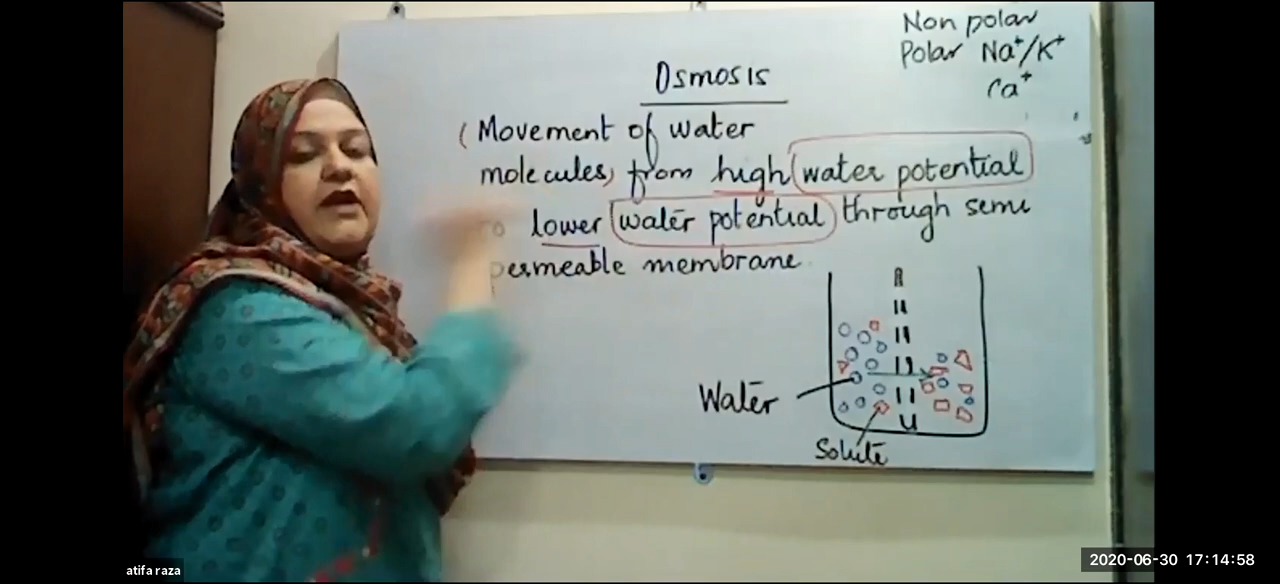 Non polar
Polar Na⁺/K⁺
Ca⁺
Osmosis
(Movement of water
molecules) from high water potential
lower water potential through semi
permeable membrane
Water
Solute
atifa raza
2020-06-30 17:14:58